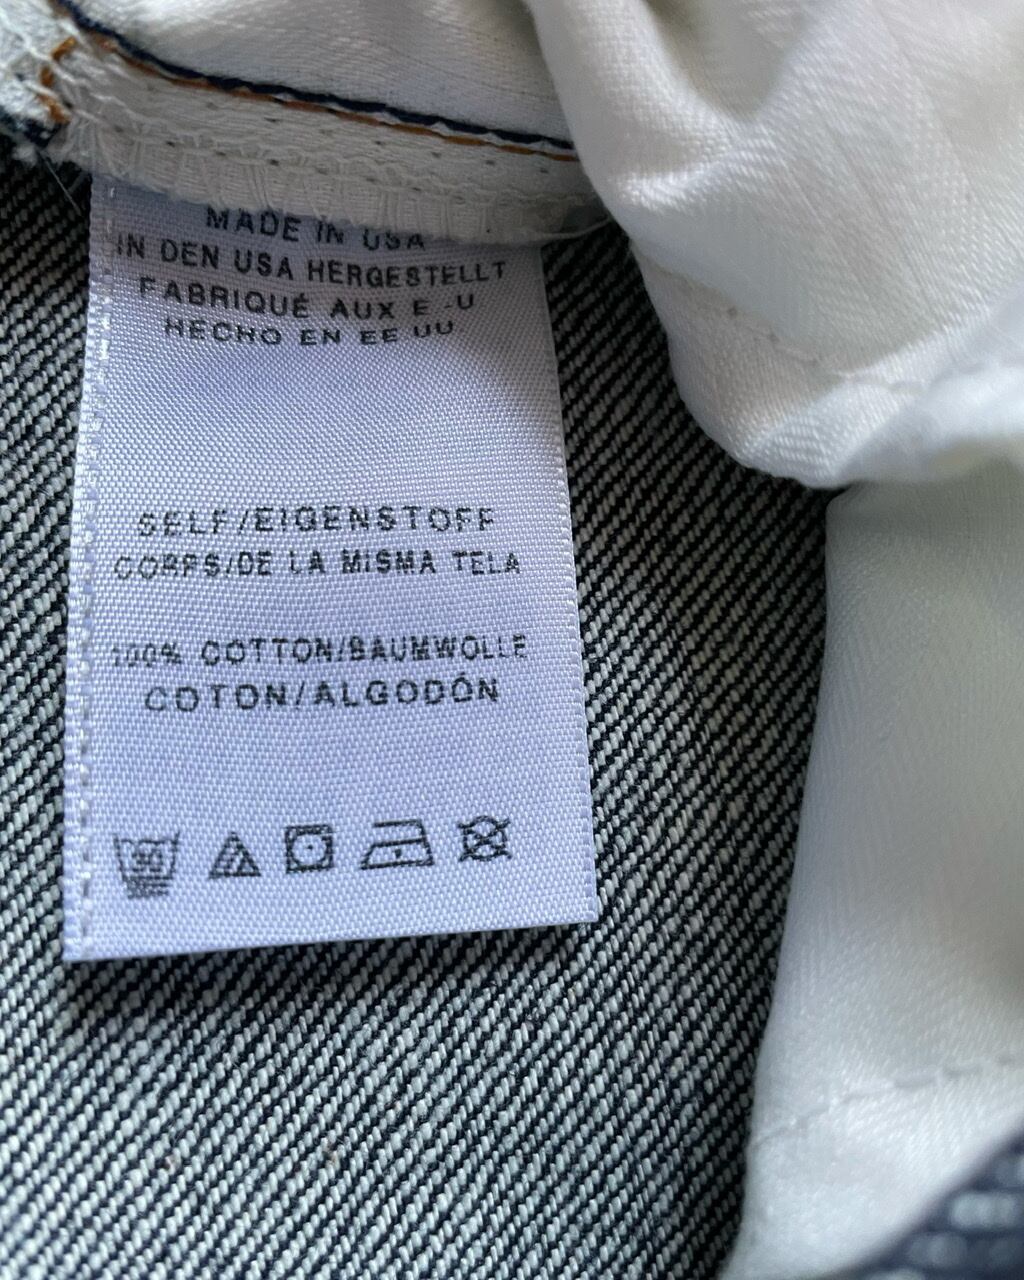 MADE IN USA
IN DEN USA HERGESTELLT
FABRIQUÉ AUX E.-U
HECHO EN EE UU
SELF/EIGENSTOFF
CORPS/DE LA MISMA TELA
100% COTTON/BAUMWOLLE
COTON/ALGODÓN
30